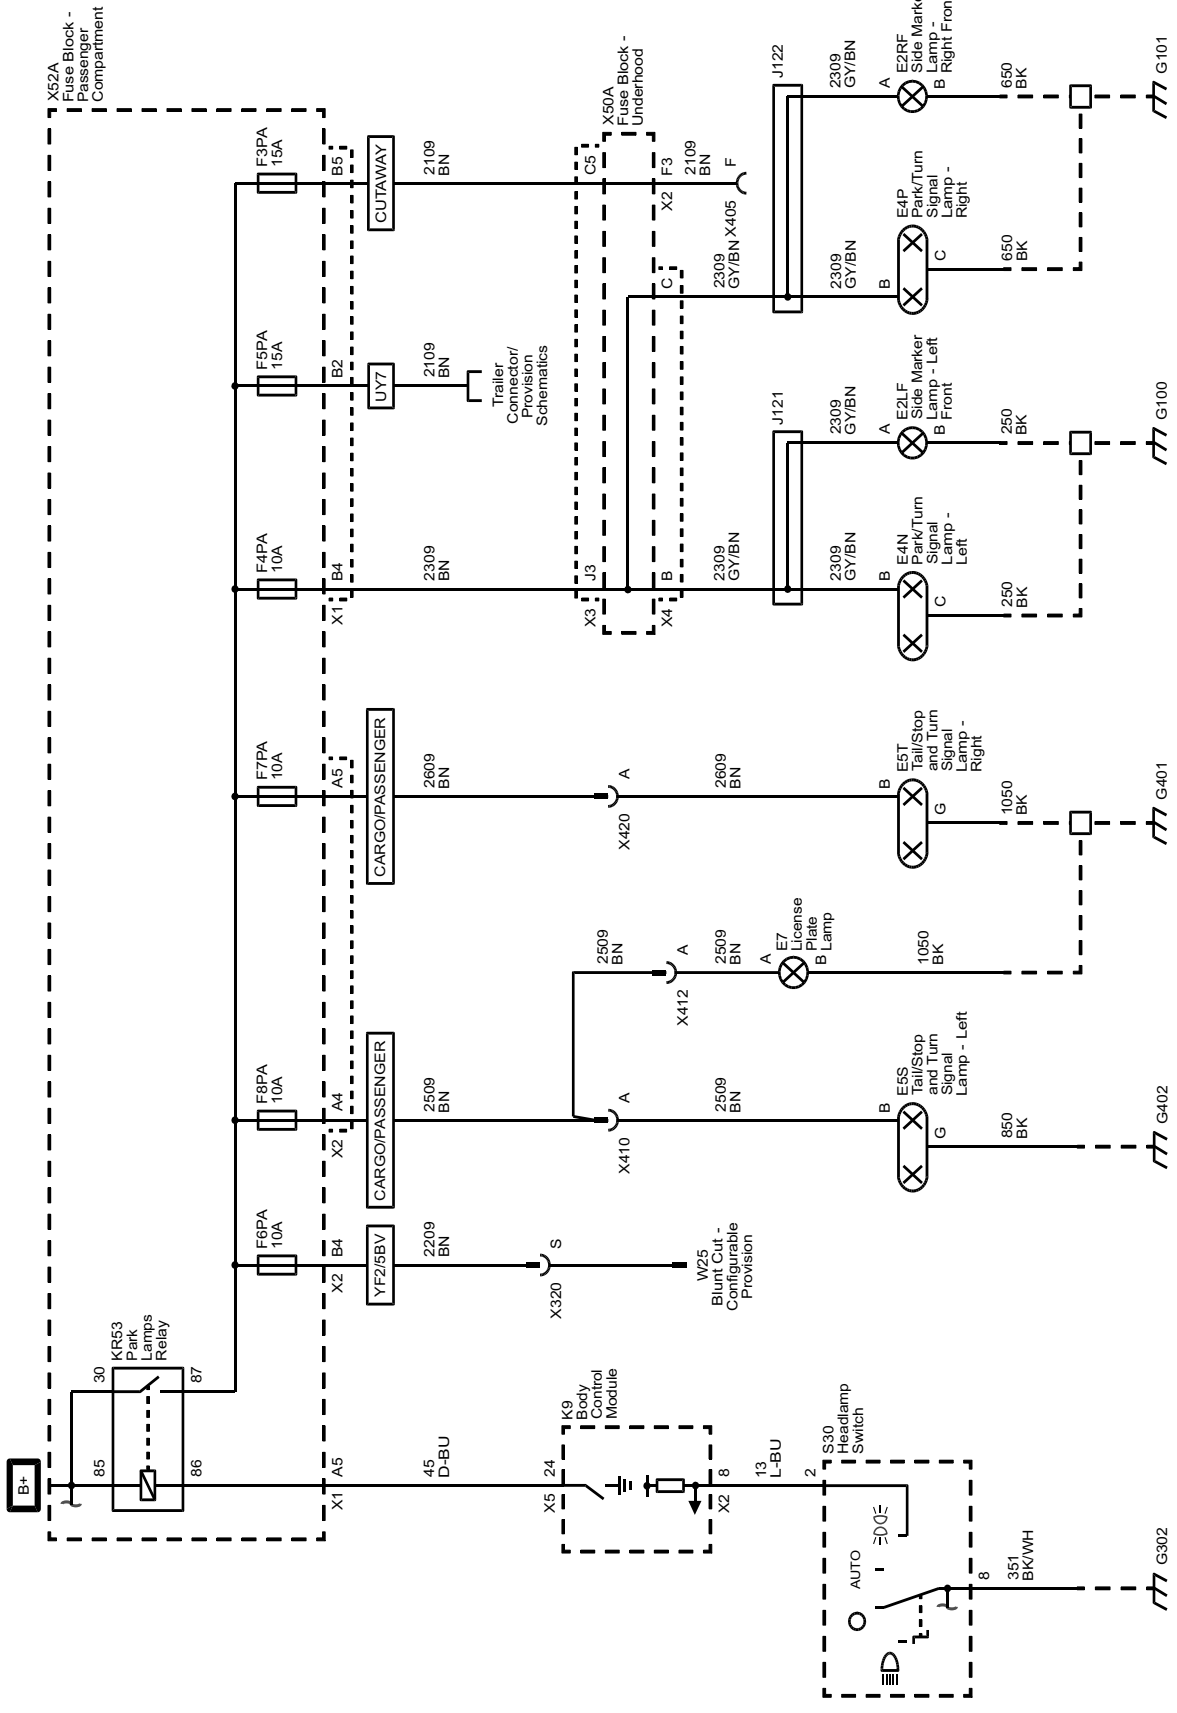 B+
X52A
Fuse Block -
Passenger
Compartment
85
30
86
87
KR53
Park
Lamps
Relay
F6PA
10A
F8PA
10A
F7PA
10A
F4PA
10A
F5PA
15A
F3PA
15A
X1
A5
X2
B4
X2
A4
A5
X1
B4
B2
B5
YF2/5BV
CARGO/PASSENGER
CARGO/PASSENGER
UY7
CUTAWAY
45
D-BU
2209
BN
2509
BN
2609
BN
2309
BN
2109
BN
2109
BN
Trailer
Connector/
Provision
Schematics
X5
24
K9
Body
Control
Module
X2
8
13
L-BU
X320
S
W25
Blunt Cut -
Configurable
Provision
X410
A
2509
BN
X412
A
2509
BN
2509
BN
A
E7
License
Plate
Lamp
B
1050
BK
X420
A
2609
BN
X3
J3
C5
X50A
Fuse Block -
Underhood
X4
B
C
X2
F3
2109
BN
X405
F
2309
GY/BN
2309
GY/BN
J121
J122
2309
GY/BN
2309
GY/BN
2309
GY/BN
2309
GY/BN
2
S30
Headlamp
Switch
AUTO
8
351
BK/WH
G302
B
E5S
Tail/Stop
and Turn
Signal
Lamp - Left
G
850
BK
G402
B
E5T
Tail/Stop
and Turn
Signal
Lamp -
Right
G
1050
BK
G401
B
E4N
Park/Turn
Signal
Lamp -
Left
C
250
BK
A
E2LF
Side Marker
Lamp - Left
Front
B
250
BK
G100
B
E4P
Park/Turn
Signal
Lamp -
Right
C
650
BK
A
E2RF
Side Marke
Lamp -
Right Fron
B
650
BK
G101